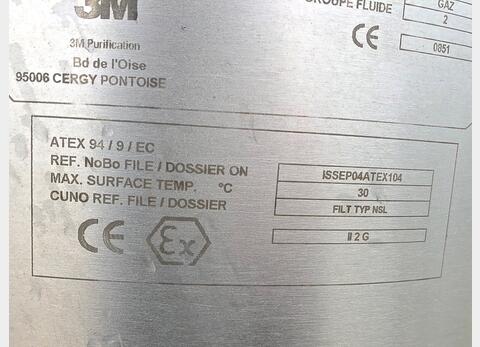 3M
3M Purification
Bd de l'Oise
95006 CERGY PONTOISE
GROUPE FLUIDE
GAZ
2
CE
0851
ATEX 94 / 9 / EC
REF. NoBo FILE / DOSSIER ON ISSEP04ATEX104
MAX. SURFACE TEMP. °C 30
CUNO REF. FILE / DOSSIER FILT TYP NSL
CE Ex II 2 G